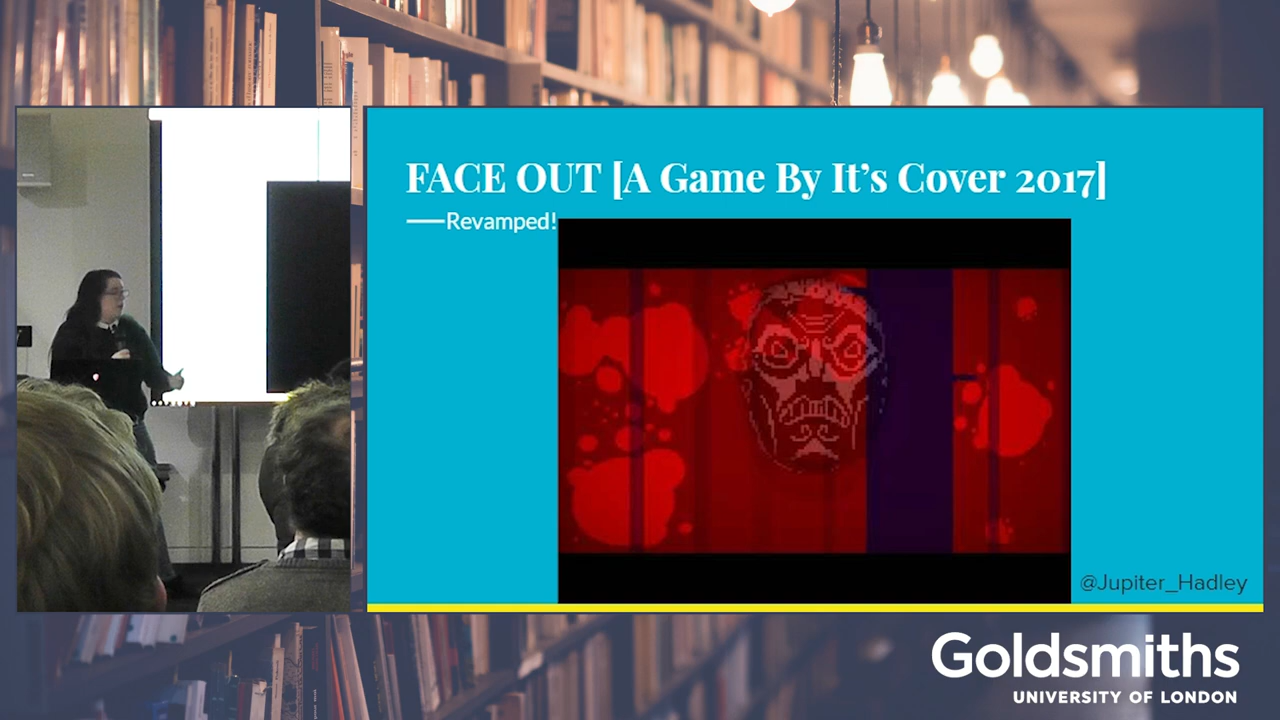 FACE OUT [A Game By It's Cover 2017]
——Revamped!
@Jupiter_Hadley
Goldsmiths
UNIVERSITY OF LONDON